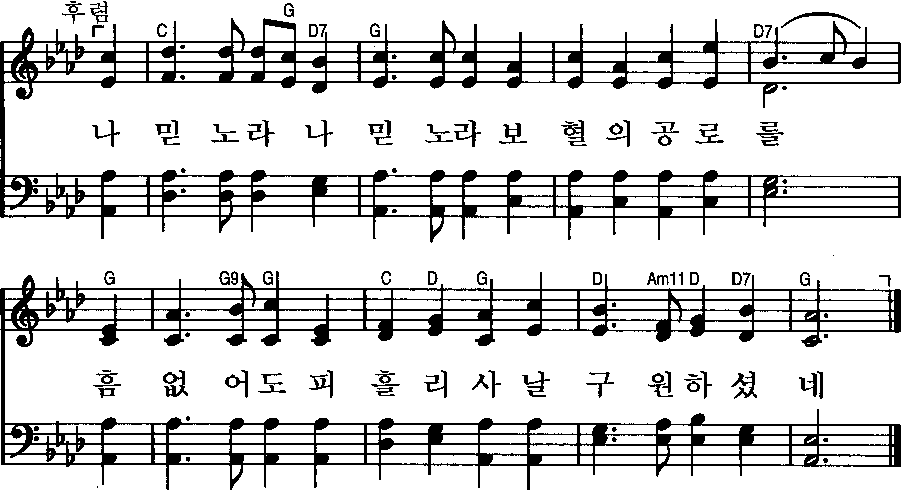 후렴
C G D7 G D7
나 믿 노 라 나 믿 노 라 보 혈 의 공 로 를
G G9 G C D G D Am11 D D7 G
흠 없 어 도 피 흘 리 사 날 구 원 하 셨 네